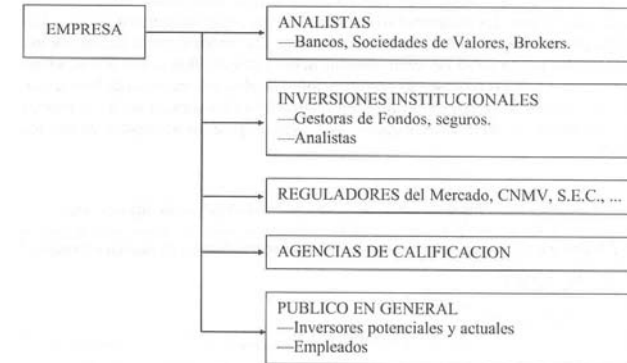 EMPRESA
ANALISTAS
—Bancos, Sociedades de Valores, Brokers.
INVERSIONES INSTITUCIONALES
—Gestoras de Fondos, seguros.
—Analistas
REGULADORES del Mercado, CNMV, S.E.C., ...
AGENCIAS DE CALIFICACION
PUBLICO EN GENERAL
—Inversores potenciales y actuales
—Empleados